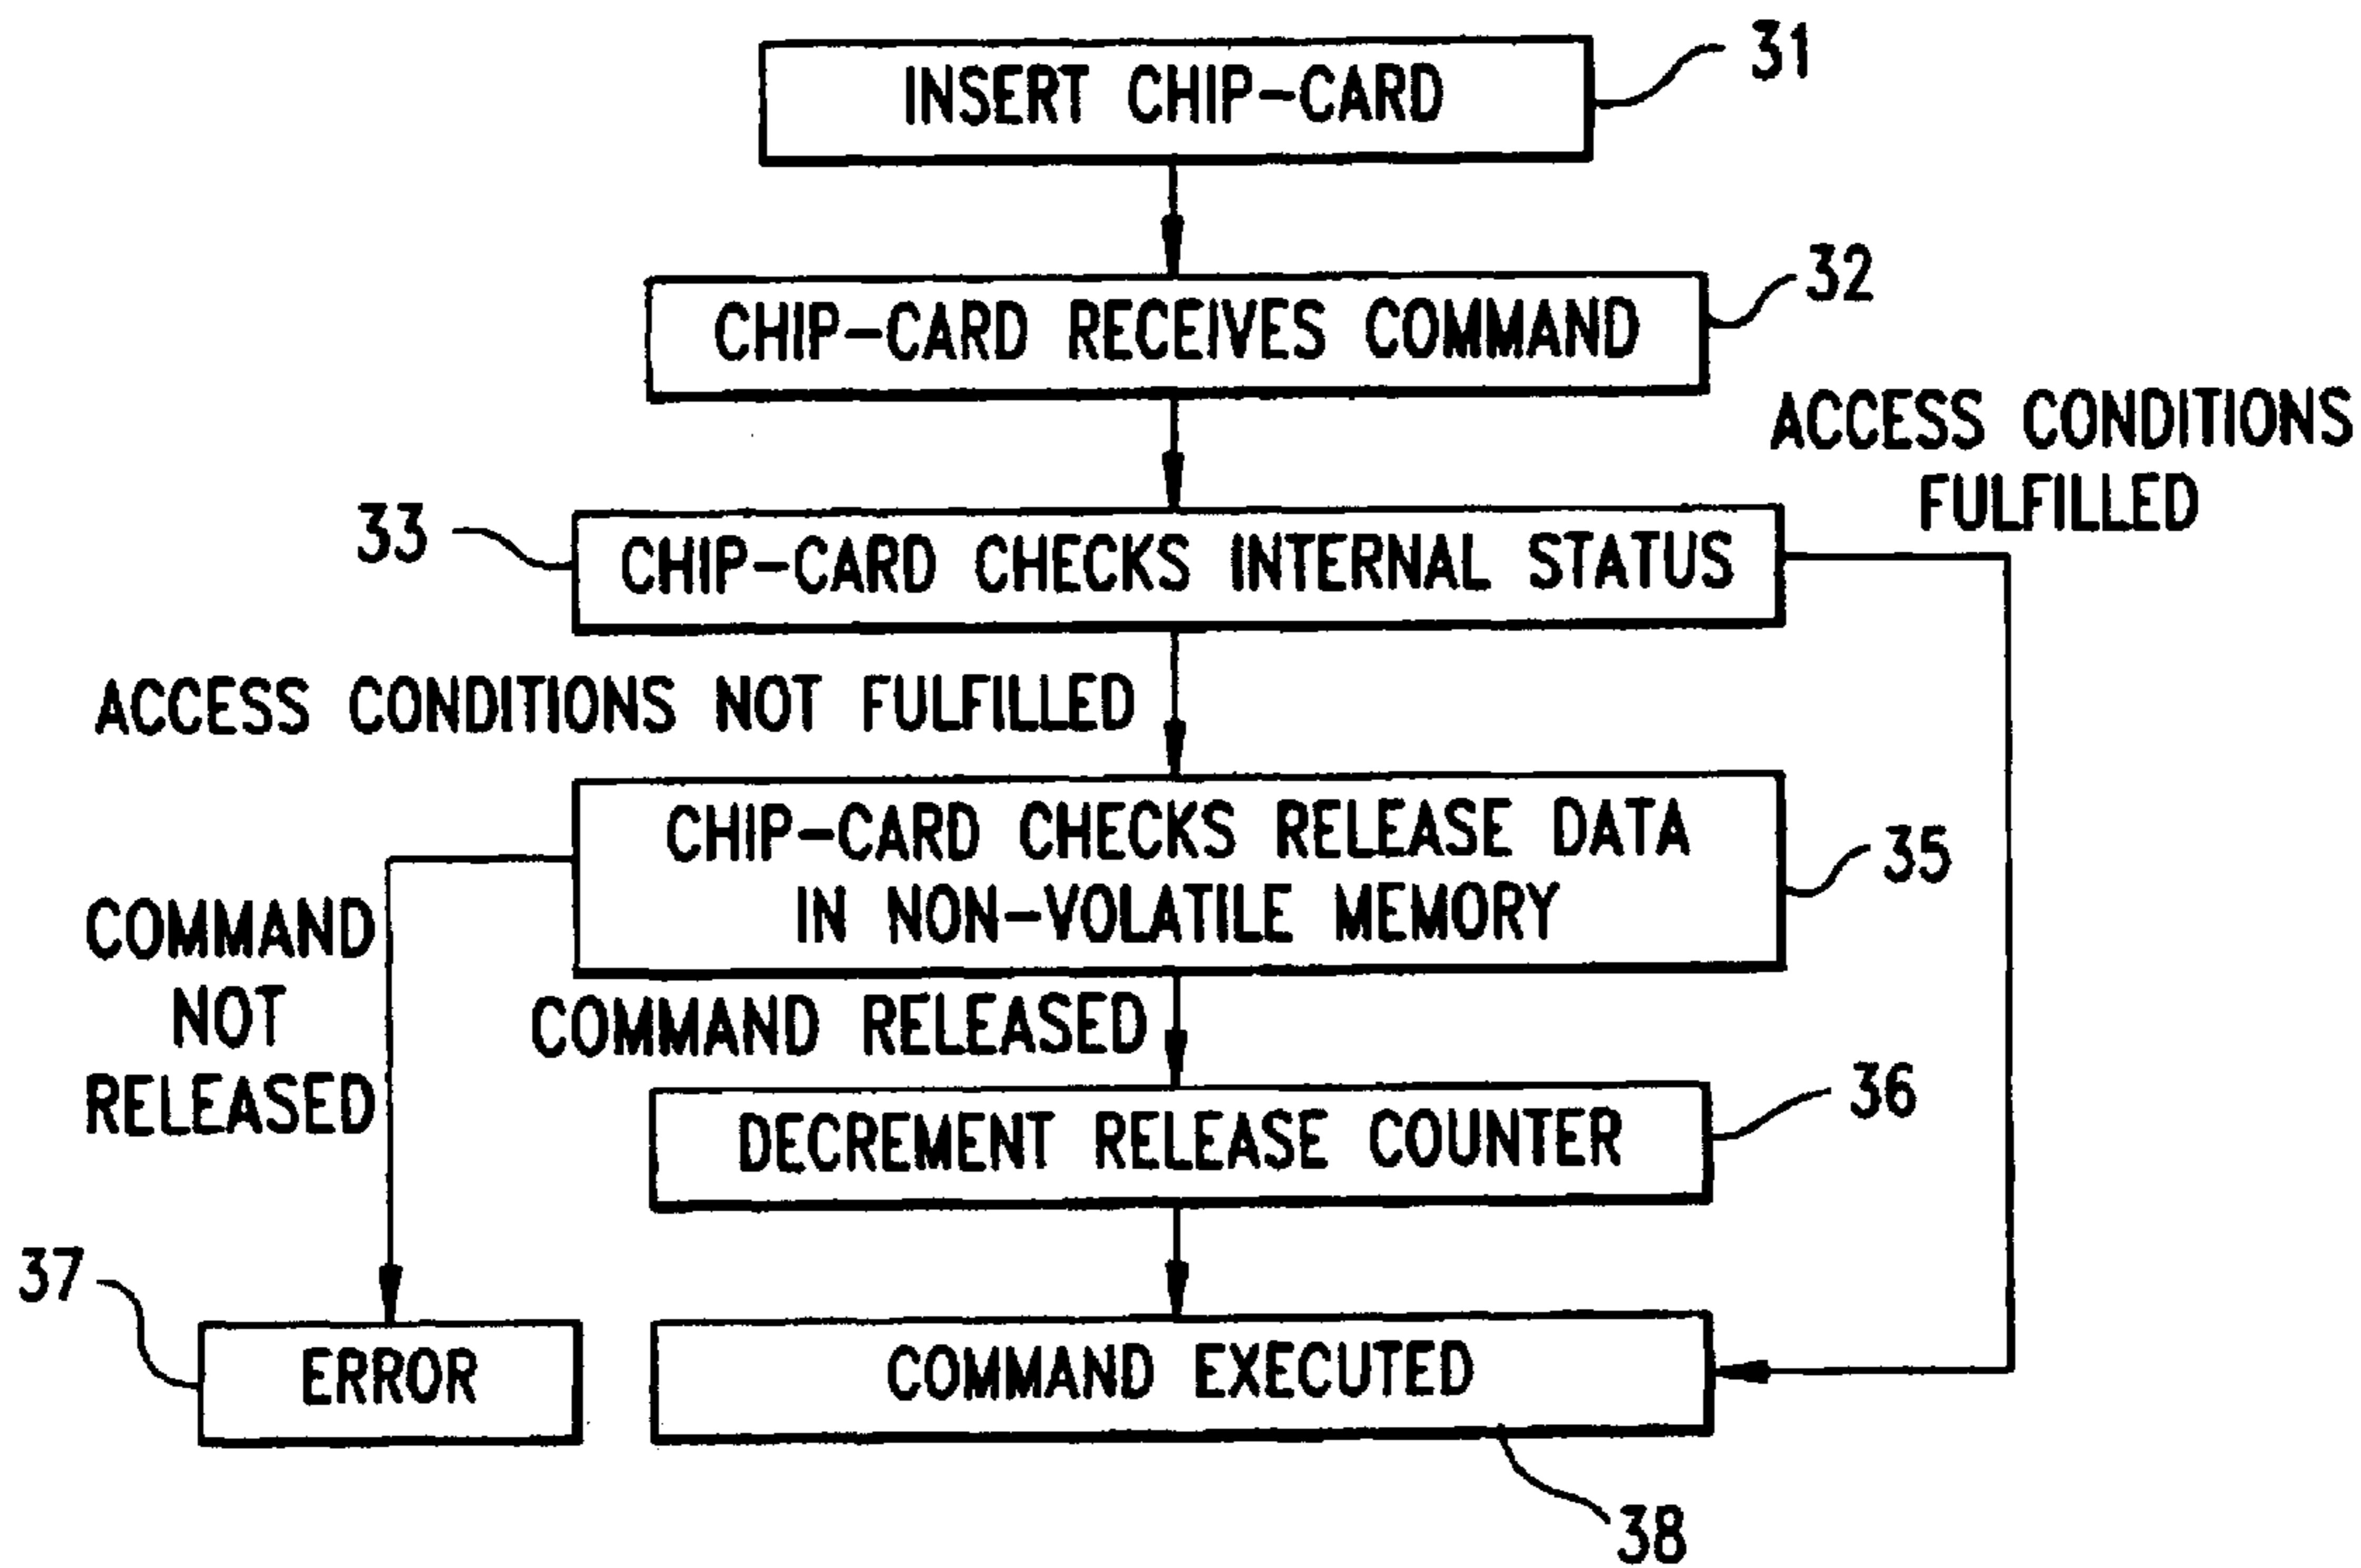 INSERT CHIP-CARD
31
CHIP-CARD RECEIVES COMMAND
32
ACCESS CONDITIONS
FULFILLED
33
CHIP-CARD CHECKS INTERNAL STATUS
ACCESS CONDITIONS NOT FULFILLED
CHIP-CARD CHECKS RELEASE DATA
IN NON-VOLATILE MEMORY
35
COMMAND
NOT
RELEASED
COMMAND RELEASED
DECREMENT RELEASE COUNTER
36
37
ERROR
COMMAND EXECUTED
38